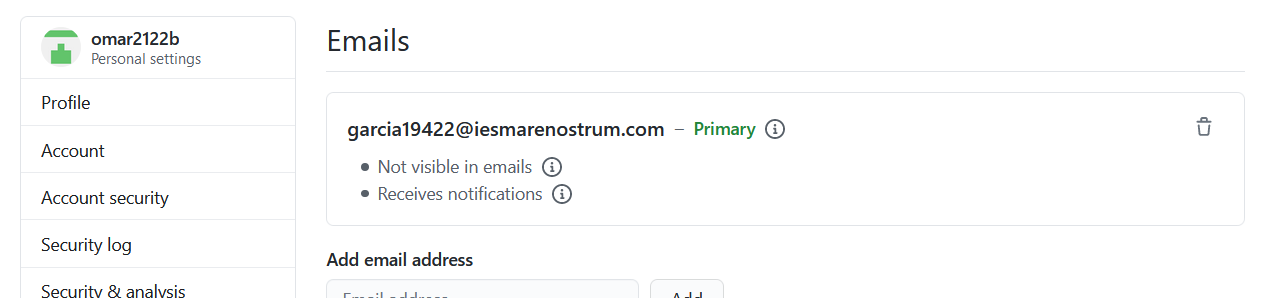 omar2122b
Personal settings
Profile
Account
Account security
Security log
Security & analysis
Emails
garcia19422@iesmarenostrum.com – Primary
Not visible in emails
Receives notifications
Add email address
Email address
Add